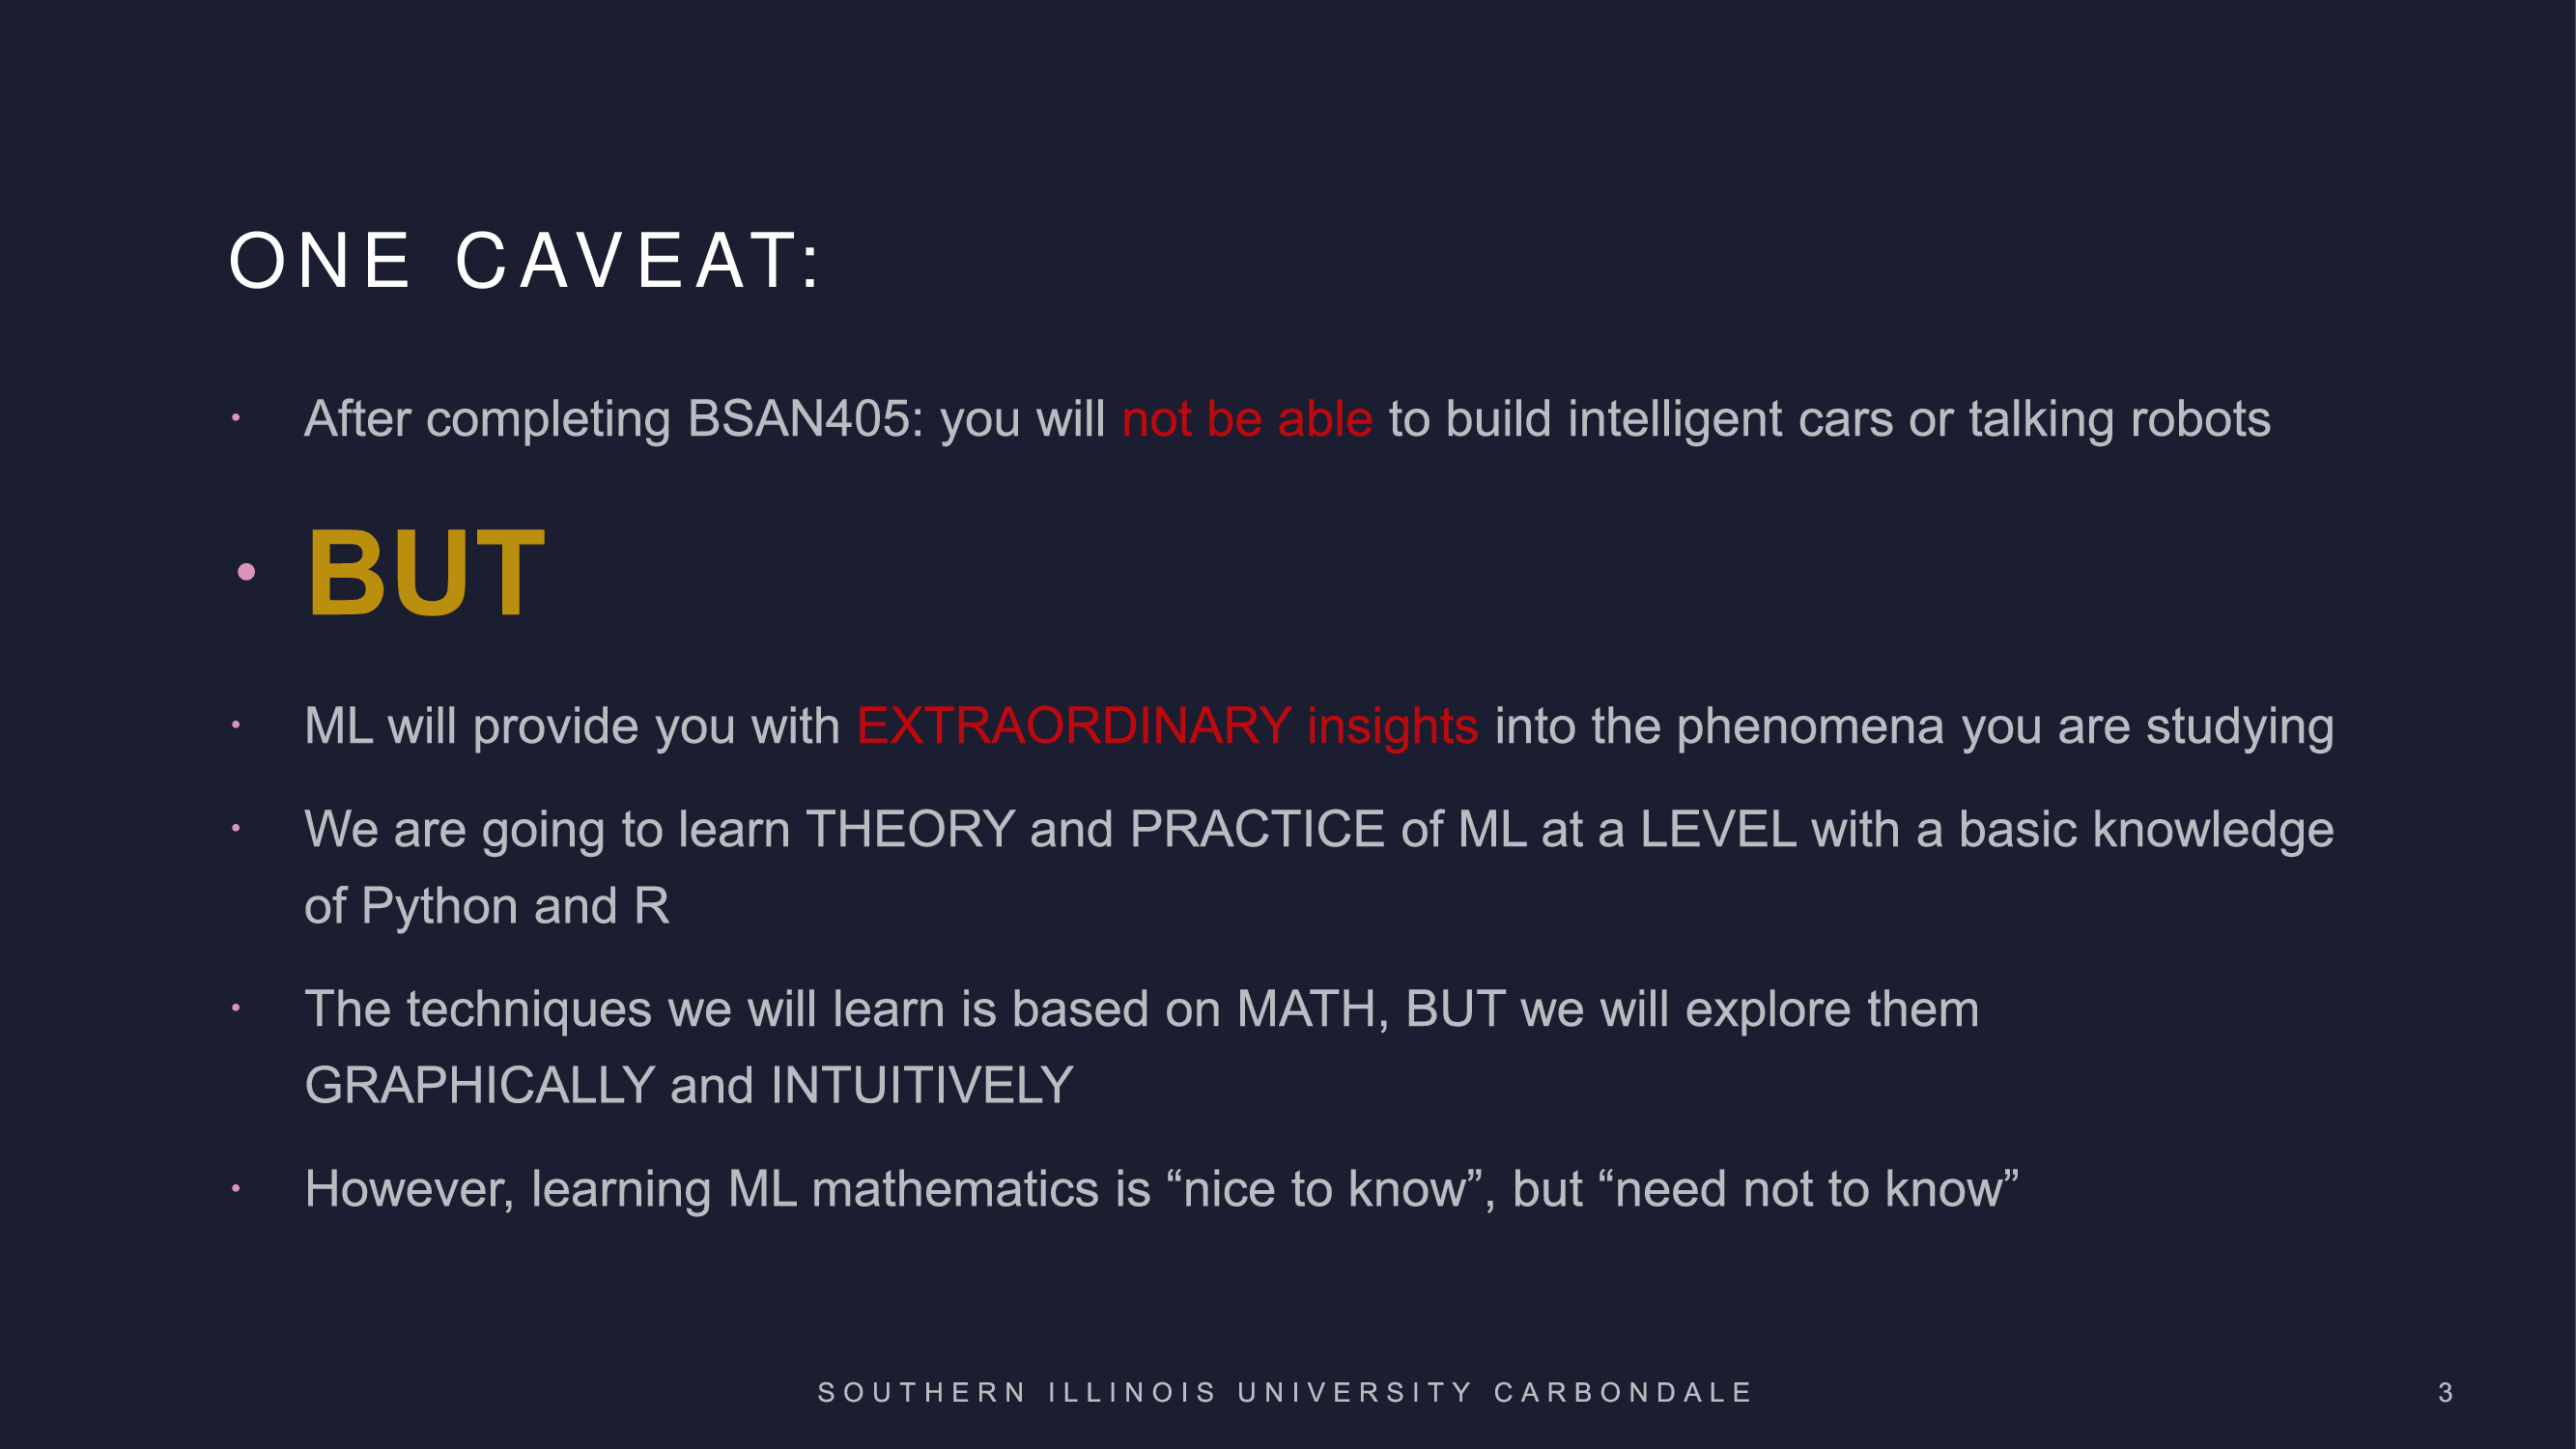 ONE CAVEAT:
• After completing BSAN405: you will not be able to build intelligent cars or talking robots
• BUT
• ML will provide you with EXTRAORDINARY insights into the phenomena you are studying
• We are going to learn THEORY and PRACTICE of ML at a LEVEL with a basic knowledge
of Python and R
• The techniques we will learn is based on MATH, BUT we will explore them
GRAPHICALLY and INTUITIVELY
• However, learning ML mathematics is “nice to know”, but “need not to know”
SOUTHERN ILLINOIS UNIVERSITY CARBONDALE
3